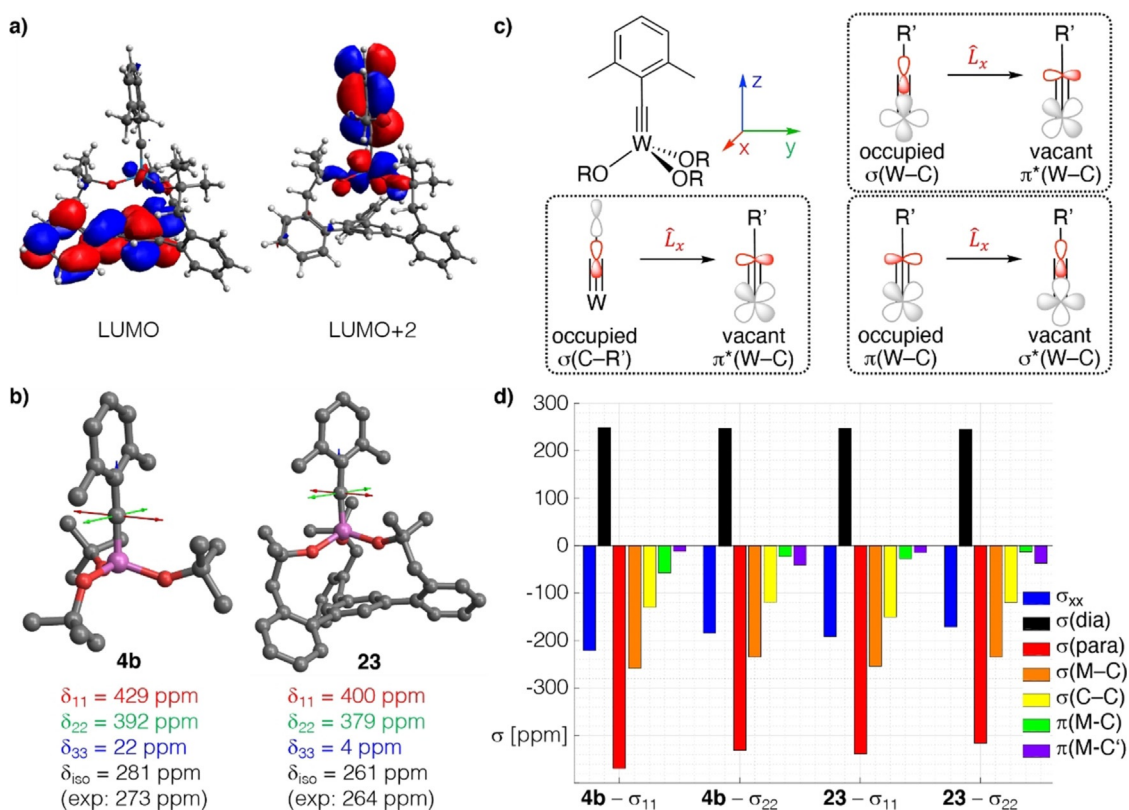 a)
LUMO
LUMO+2
b)
4b
23
δ11 = 429 ppm
δ22 = 392 ppm
δ33 = 22 ppm
δiso = 281 ppm
(exp: 273 ppm)
δ11 = 400 ppm
δ22 = 379 ppm
δ33 = 4 ppm
δiso = 261 ppm
(exp: 264 ppm)
c)
W
RO
OR
OR
z
x
y
R'
L̂x
R'
occupied
σ(W–C)
vacant
π*(W–C)
L̂x
R'
W
occupied
σ(C–R')
vacant
π*(W–C)
R'
L̂x
R'
occupied
π(W–C)
vacant
σ*(W–C)
d)
300
200
100
0
-100
-200
-300
σ [ppm]
σxx
σ(dia)
σ(para)
σ(M–C)
σ(C–C)
π(M-C)
π(M-C')
4b – σ11
4b – σ22
23 – σ11
23 – σ22